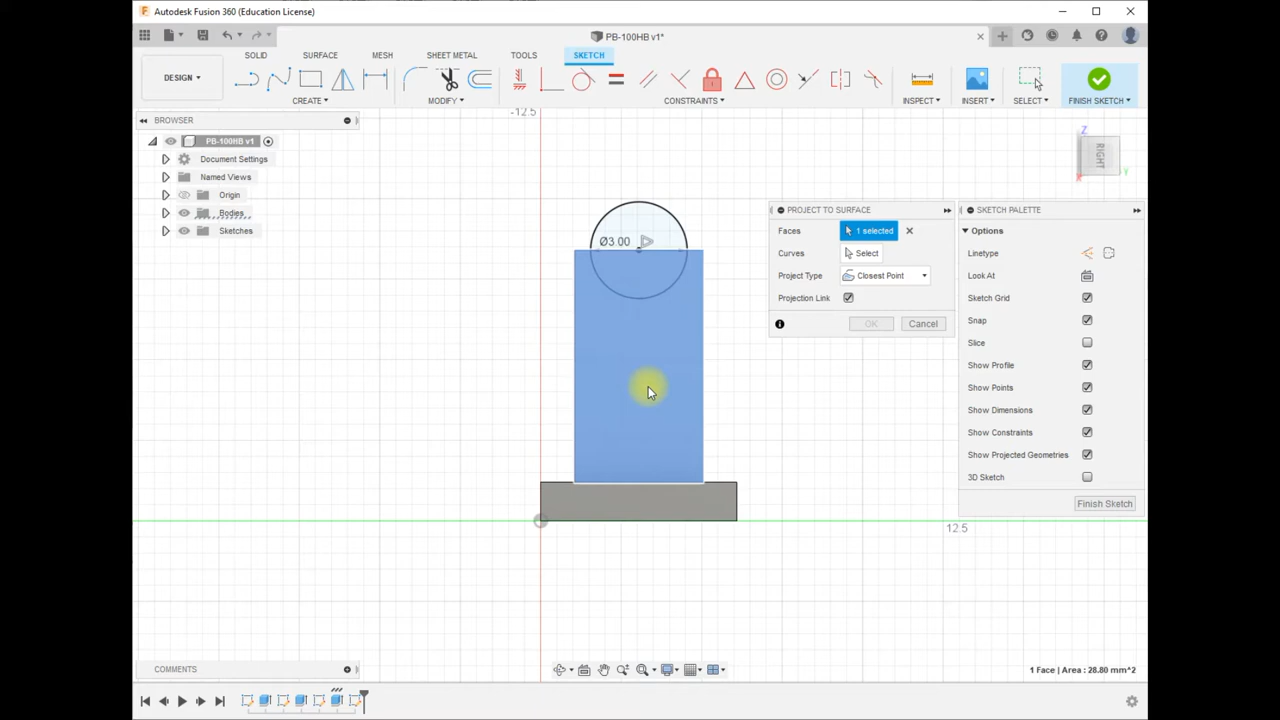 Autodesk Fusion 360 (Education License)
PB-100HB v1*
DESIGN
SOLID SURFACE MESH SHEET METAL TOOLS SKETCH
CREATE MODIFY CONSTRAINTS INSPECT INSERT SELECT FINISH SKETCH
BROWSER
PB-100HB v1
Document Settings
Named Views
Origin
Bodies
Sketches
-12.5
Z
RIGHT
Y
X
Ø3.00
12.5
PROJECT TO SURFACE
Faces 1 selected
Curves Select
Project Type Closest Point
Projection Link
OK Cancel
SKETCH PALETTE
Options
Linetype
Look At
Sketch Grid
Snap
Slice
Show Profile
Show Points
Show Dimensions
Show Constraints
Show Projected Geometries
3D Sketch
Finish Sketch
COMMENTS
1 Face | Area : 28.80 mm^2